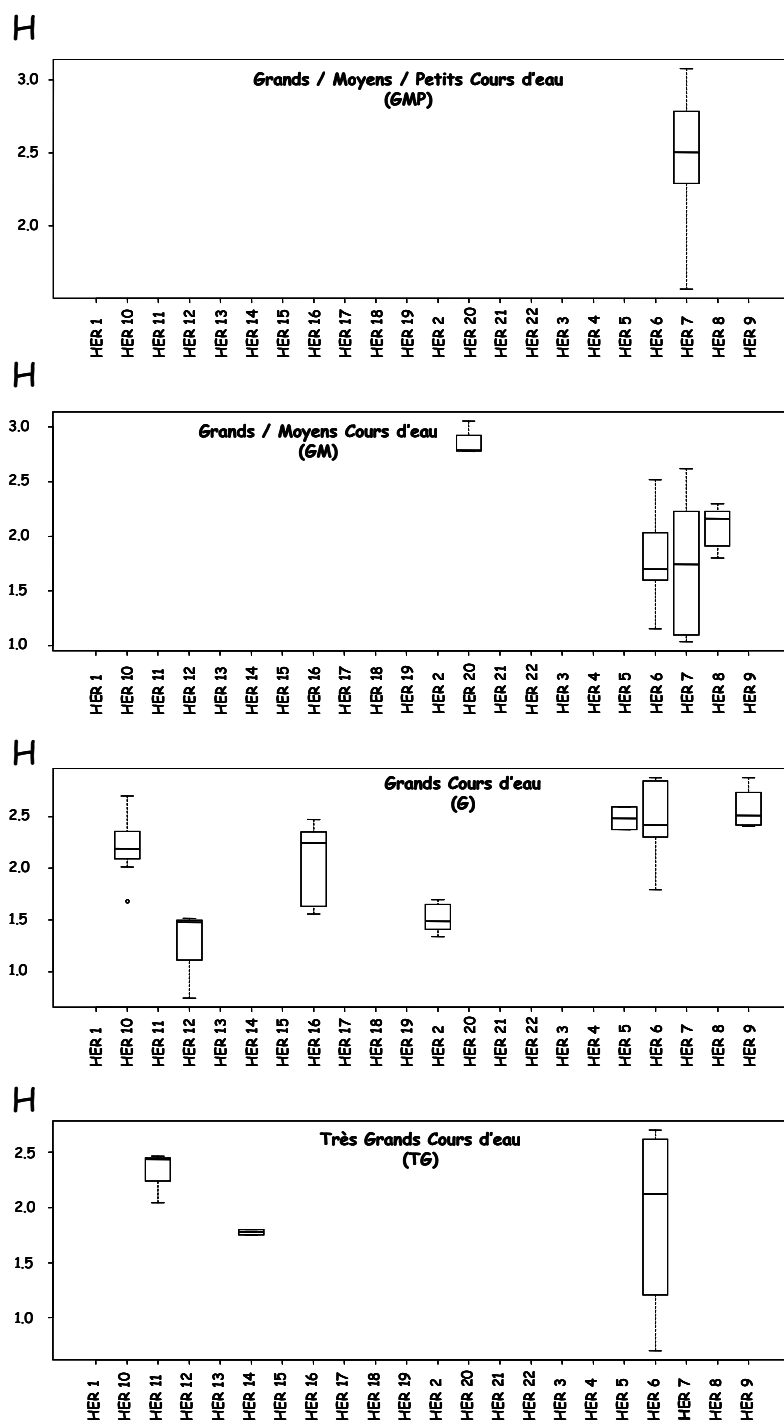 H
Grands / Moyens / Petits Cours d'eau
(GMP)
3.0
2.5
2.0
HER 1 HER 10 HER 11 HER 12 HER 13 HER 14 HER 15 HER 16 HER 17 HER 18 HER 19 HER 2 HER 20 HER 21 HER 22 HER 3 HER 4 HER 5 HER 6 HER 7 HER 8 HER 9
H
Grands / Moyens Cours d'eau
(GM)
3.0
2.5
2.0
1.5
1.0
HER 1 HER 10 HER 11 HER 12 HER 13 HER 14 HER 15 HER 16 HER 17 HER 18 HER 19 HER 2 HER 20 HER 21 HER 22 HER 3 HER 4 HER 5 HER 6 HER 7 HER 8 HER 9
H
Grands Cours d'eau
(G)
2.5
2.0
1.5
1.0
HER 1 HER 10 HER 11 HER 12 HER 13 HER 14 HER 15 HER 16 HER 17 HER 18 HER 19 HER 2 HER 20 HER 21 HER 22 HER 3 HER 4 HER 5 HER 6 HER 7 HER 8 HER 9
H
Très Grands Cours d'eau
(TG)
2.5
2.0
1.5
1.0
HER 1 HER 10 HER 11 HER 12 HER 13 HER 14 HER 15 HER 16 HER 17 HER 18 HER 19 HER 2 HER 20 HER 21 HER 22 HER 3 HER 4 HER 5 HER 6 HER 7 HER 8 HER 9